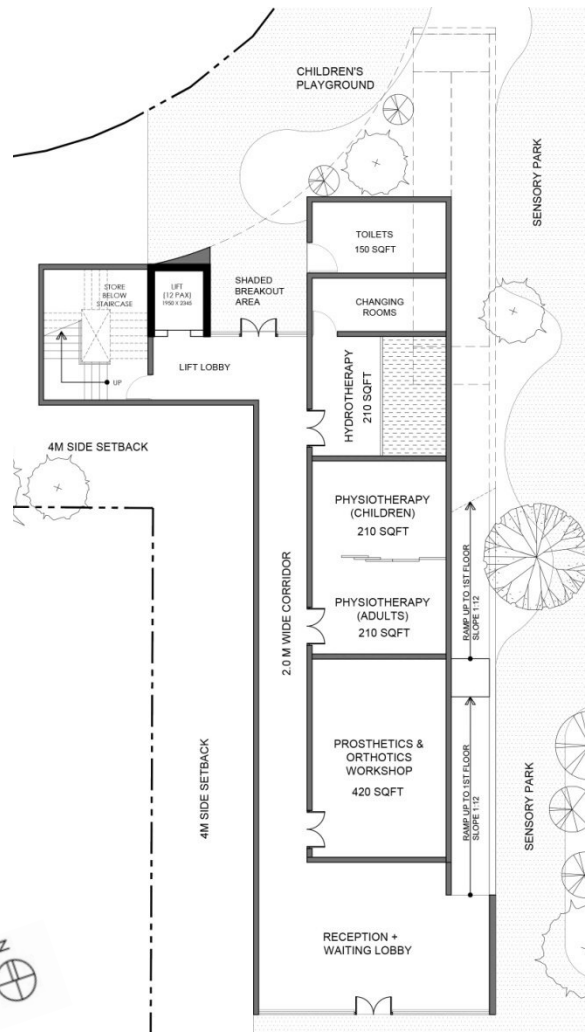 CHILDREN'S
PLAYGROUND
SENSORY PARK
TOILETS
150 SQFT
STORE
BELOW
STAIRCASE
LIFT
(12 PAX)
1950 X 2345
SHADED
BREAKOUT
AREA
CHANGING
ROOMS
LIFT LOBBY
UP
HYDROTHERAPY
210 SQFT
4M SIDE SETBACK
PHYSIOTHERAPY
(CHILDREN)
210 SQFT
RAMP UP TO 1ST FLOOR
SLOPE 1:12
2.0 M WIDE CORRIDOR
PHYSIOTHERAPY
(ADULTS)
210 SQFT
4M SIDE SETBACK
PROSTHETICS &
ORTHOTICS
WORKSHOP
420 SQFT
RAMP UP TO 1ST FLOOR
SLOPE 1:12
SENSORY PARK
RECEPTION +
WAITING LOBBY
N